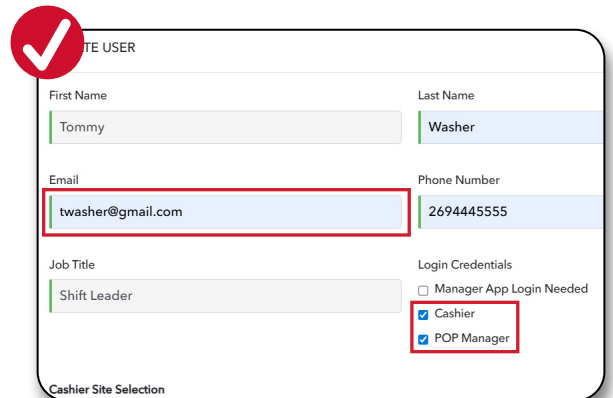 TE USER
First Name
Last Name
Tommy
Washer
Email
Phone Number
twasher@gmail.com
2694445555
Job Title
Login Credentials
Shift Leader
Manager App Login Needed
Cashier
POP Manager
Cashier Site Selection